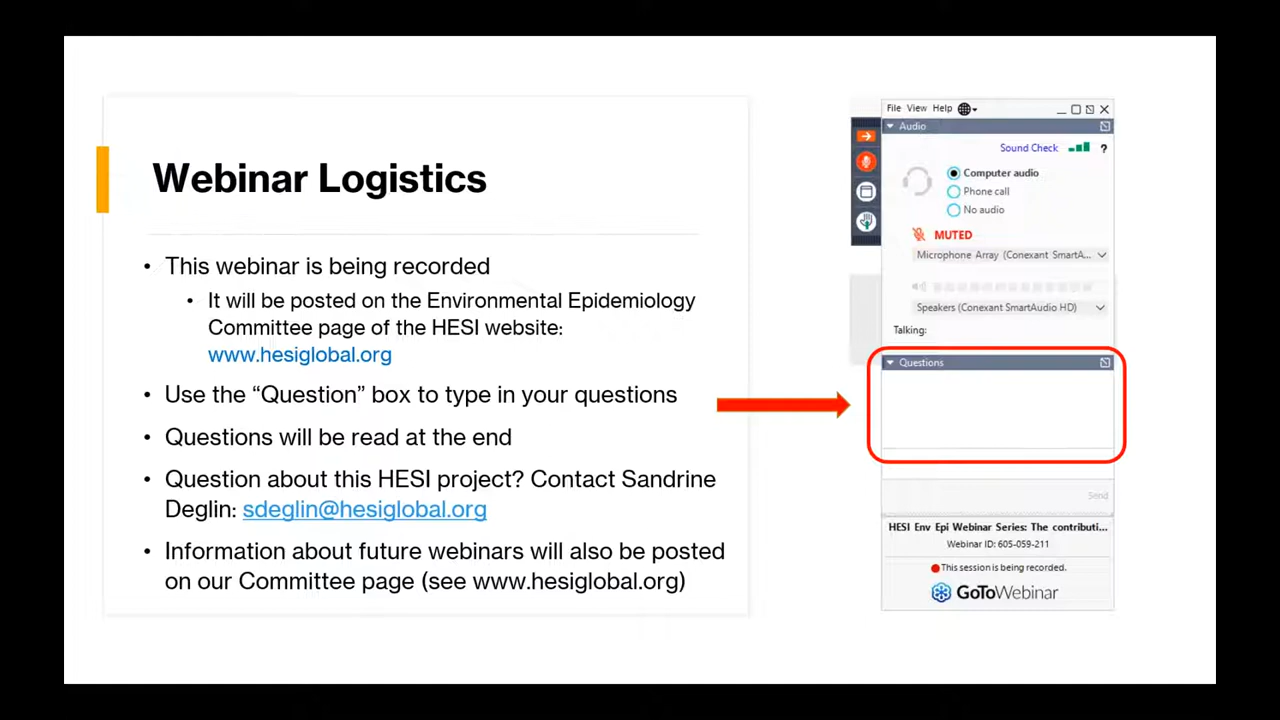 Webinar Logistics
• This webinar is being recorded
• It will be posted on the Environmental Epidemiology
Committee page of the HESI website:
www.hesiglobal.org
• Use the “Question” box to type in your questions
• Questions will be read at the end
• Question about this HESI project? Contact Sandrine
Deglin: sdeglin@hesiglobal.org
• Information about future webinars will also be posted
on our Committee page (see www.hesiglobal.org)
File View Help
Audio
Sound Check ?
Computer audio
Phone call
No audio
MUTED
Microphone Array (Conexant SmartA...
Speakers (Conexant SmartAudio HD)
Talking:
Questions
Send
HESI Env Epi Webinar Series: The contributi...
Webinar ID: 605-059-211
This session is being recorded.
GoToWebinar